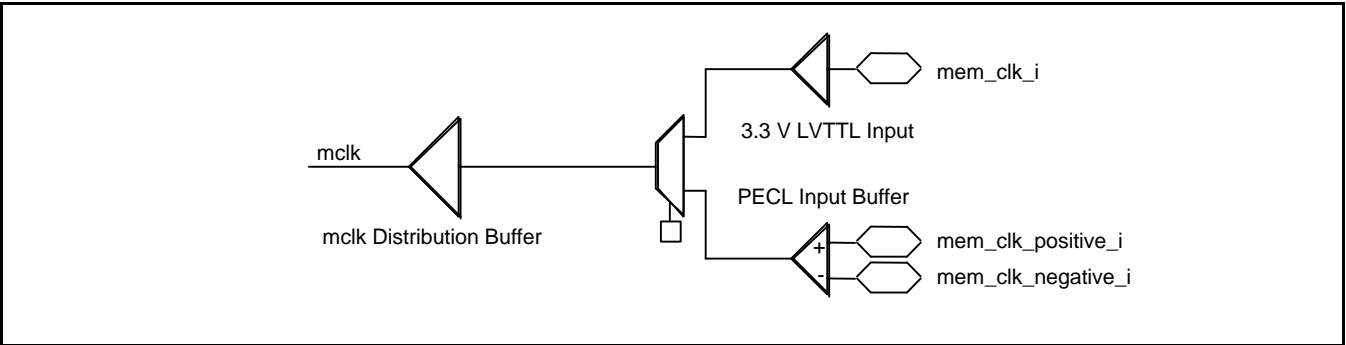 mem_clk_i
3.3 V LVTTL Input
mclk
PECL Input Buffer
mclk Distribution Buffer
+
mem_clk_positive_i
-
mem_clk_negative_i